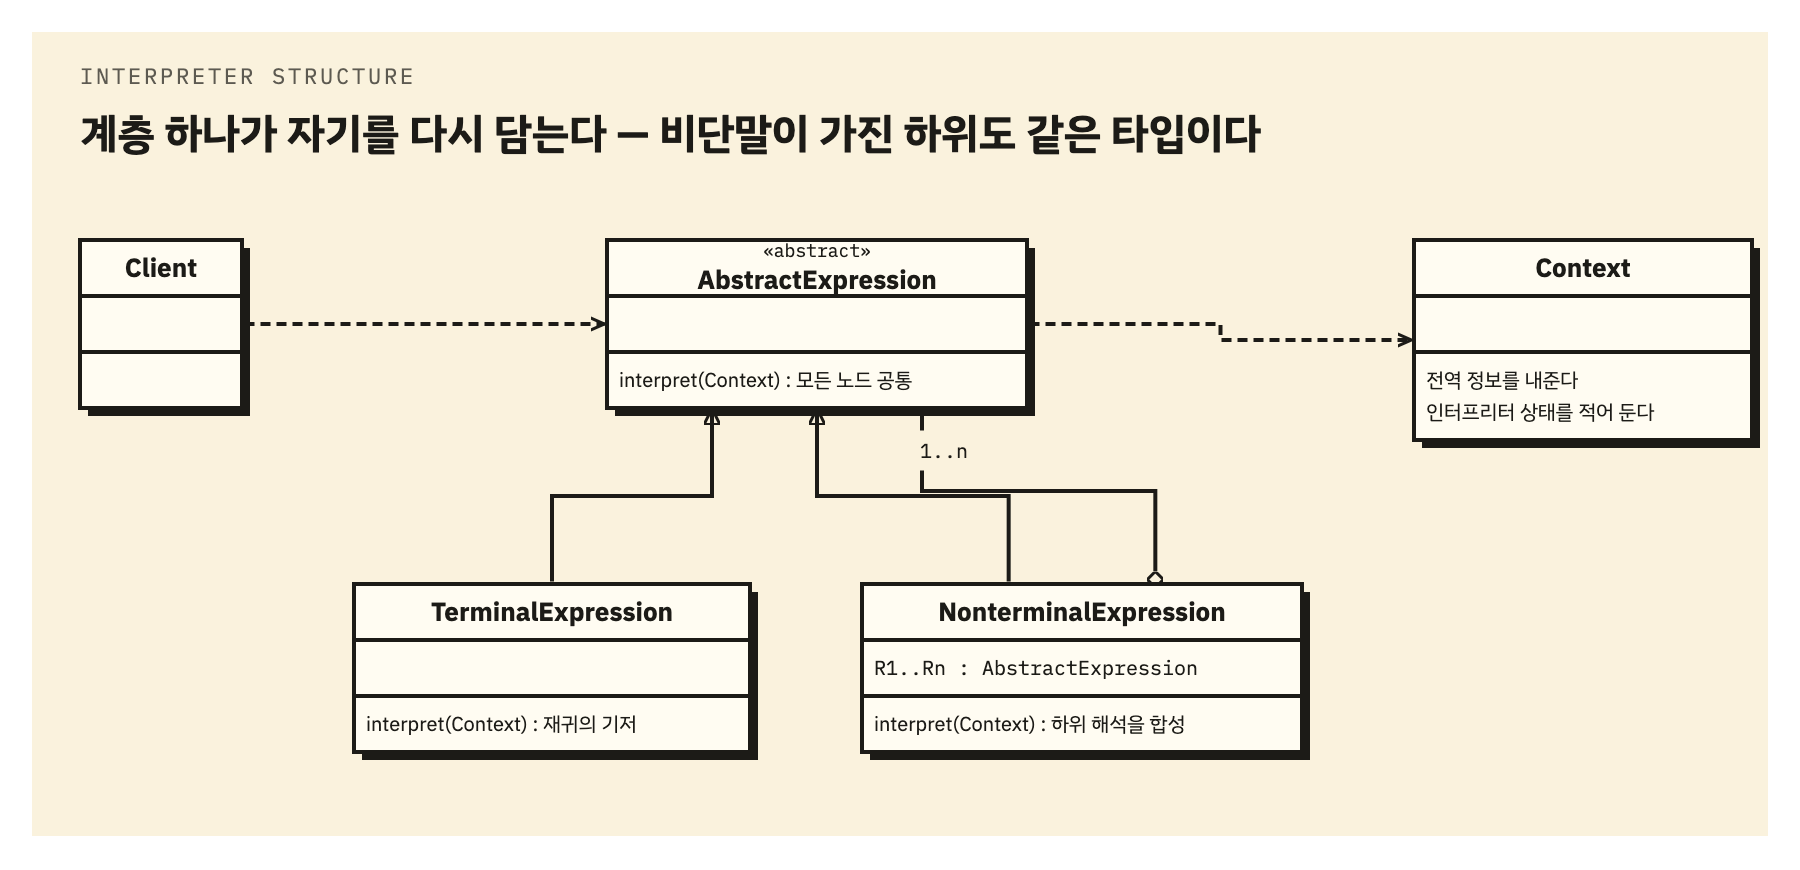 INTERPRETER STRUCTURE
계층 하나가 자기를 다시 담는다 — 비단말이 가진 하위도 같은 타입이다
Client
«abstract»
AbstractExpression
interpret(Context) : 모든 노드 공통
Context
전역 정보를 내준다
인터프리터 상태를 적어 둔다
1..n
TerminalExpression
interpret(Context) : 재귀의 기저
NonterminalExpression
R1..Rn : AbstractExpression
interpret(Context) : 하위 해석을 합성